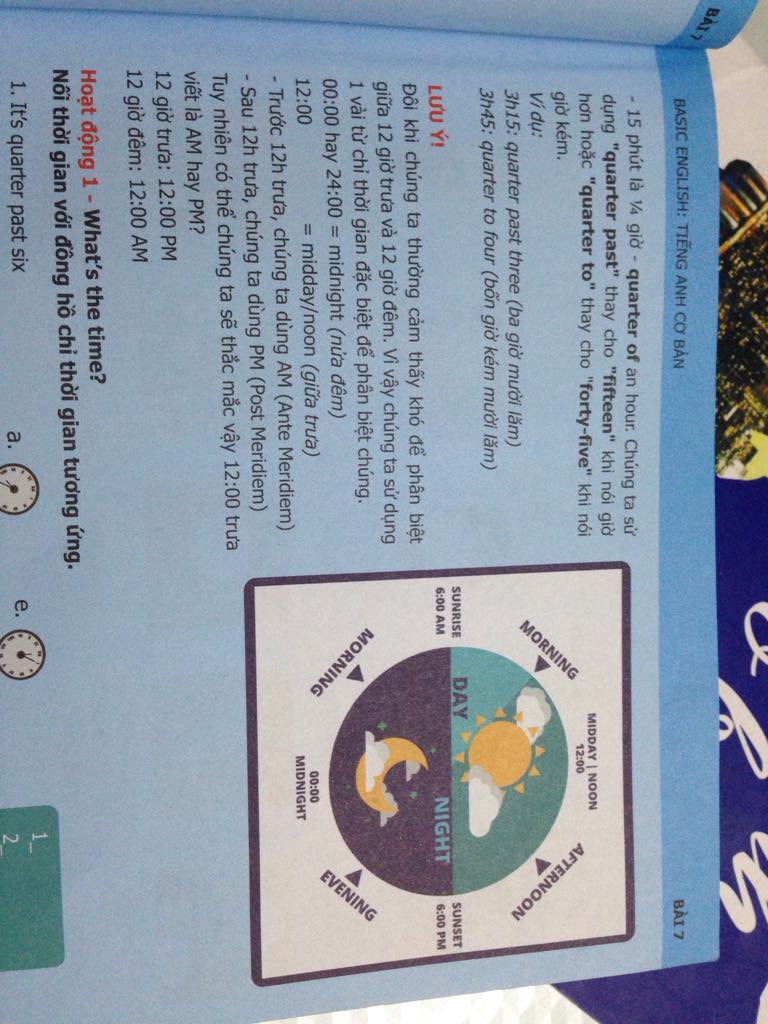 BÀI 7
BASIC ENGLISH: TIẾNG ANH CƠ BẢN
BÀI 7
- 15 phút là ¼ giờ - quarter of an hour. Chúng ta sử
dụng "quarter past" thay cho "fifteen" khi nói giờ
hơn hoặc "quarter to" thay cho "forty-five" khi nói
giờ kém.
Ví dụ:
3h15: quarter past three (ba giờ mười lăm)
3h45: quarter to four (bốn giờ kém mười lăm)
LƯU Ý!
Đôi khi chúng ta thường cảm thấy khó để phân biệt
giữa 12 giờ trưa và 12 giờ đêm. Vì vậy chúng ta sử dụng
1 vài từ chỉ thời gian đặc biệt để phân biệt chúng.
00:00 hay 24:00 = midnight (nửa đêm)
12:00 = midday/noon (giữa trưa)
- Trước 12h trưa, chúng ta dùng AM (Ante Meridiem)
- Sau 12h trưa, chúng ta dùng PM (Post Meridiem)
Tuy nhiên có thể chúng ta sẽ thắc mắc vậy 12:00 trưa
viết là AM hay PM?
12 giờ trưa: 12:00 PM
12 giờ đêm: 12:00 AM
MIDDAY | NOON
12:00
MORNING
AFTERNOON
SUNRISE
6:00 AM
DAY
NIGHT
SUNSET
6:00 PM
MORNING
EVENING
00:00
MIDNIGHT
Hoạt động 1 - What's the time?
Nối thời gian với đồng hồ chỉ thời gian tương ứng.
1. It's quarter past six
a.
e.
1_
2_